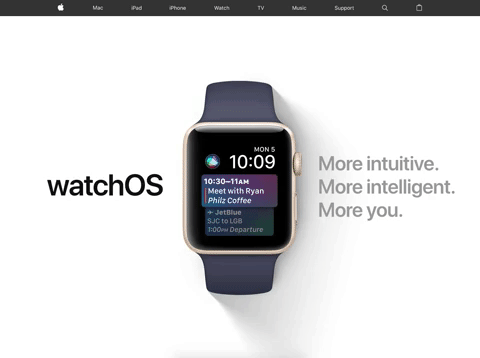 Mac
iPad
iPhone
Watch
TV
Music
Support
watchOS
MON 5
10:09
10:30–11AM
Meet with Ryan
Philz Coffee
JetBlue
SJC to LGB
1:00PM Departure
More intuitive.
More intelligent.
More you.